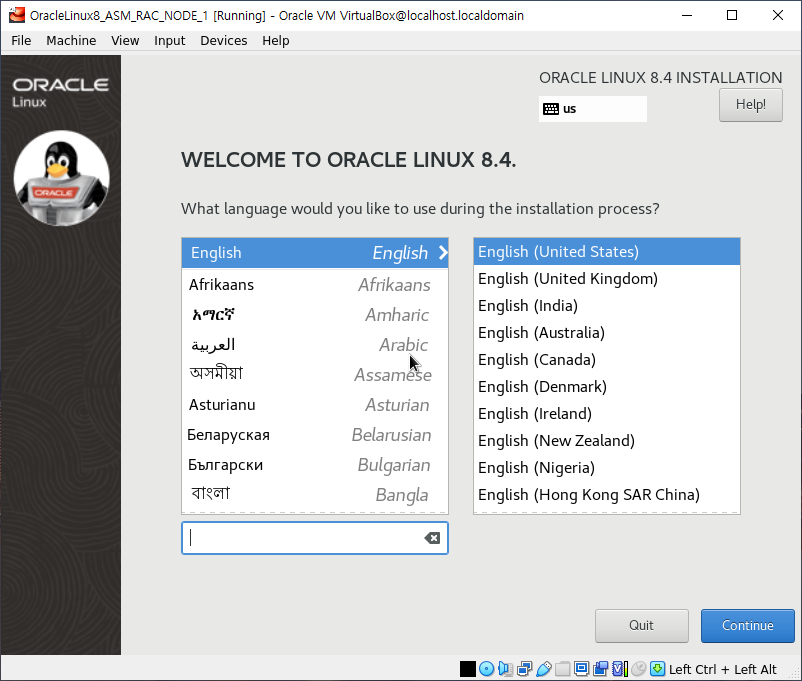 OracleLinux8_ASM_RAC_NODE_1 [Running] - Oracle VM VirtualBox@localhost.localdomain
File Machine View Input Devices Help
ORACLE
Linux
ORACLE
ORACLE LINUX 8.4 INSTALLATION
us
Help!
WELCOME TO ORACLE LINUX 8.4.
What language would you like to use during the installation process?
English English
Afrikaans Afrikaans
አማርኛ Amharic
العربية Arabic
অসমীয়া Assamese
Asturianu Asturian
Беларуская Belarusian
Български Bulgarian
বাংলা Bangla
English (United States)
English (United Kingdom)
English (India)
English (Australia)
English (Canada)
English (Denmark)
English (Ireland)
English (New Zealand)
English (Nigeria)
English (Hong Kong SAR China)
Quit
Continue
Left Ctrl + Left Alt